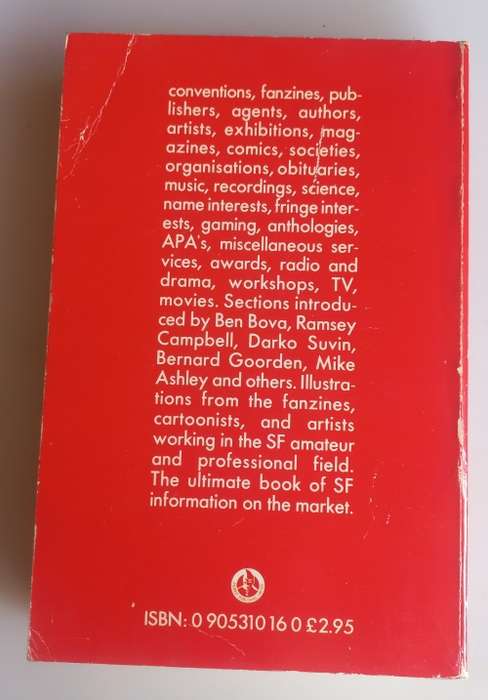 conventions, fanzines, pub-
lishers, agents, authors,
artists, exhibitions, mag-
azines, comics, societies,
organisations, obituaries,
music, recordings, science,
name interests, fringe inter-
ests, gaming, anthologies,
APA's, miscellaneous ser-
vices, awards, radio and
drama, workshops, TV,
movies. Sections introdu-
ced by Ben Bova, Ramsey
Campbell, Darko Suvin,
Bernard Goorden, Mike
Ashley and others. Illustra-
tions from the fanzines,
cartoonists, and artists
working in the SF amateur
and professional field.
The ultimate book of SF
information on the market.
ISBN: 0 905310 16 0 £2.95